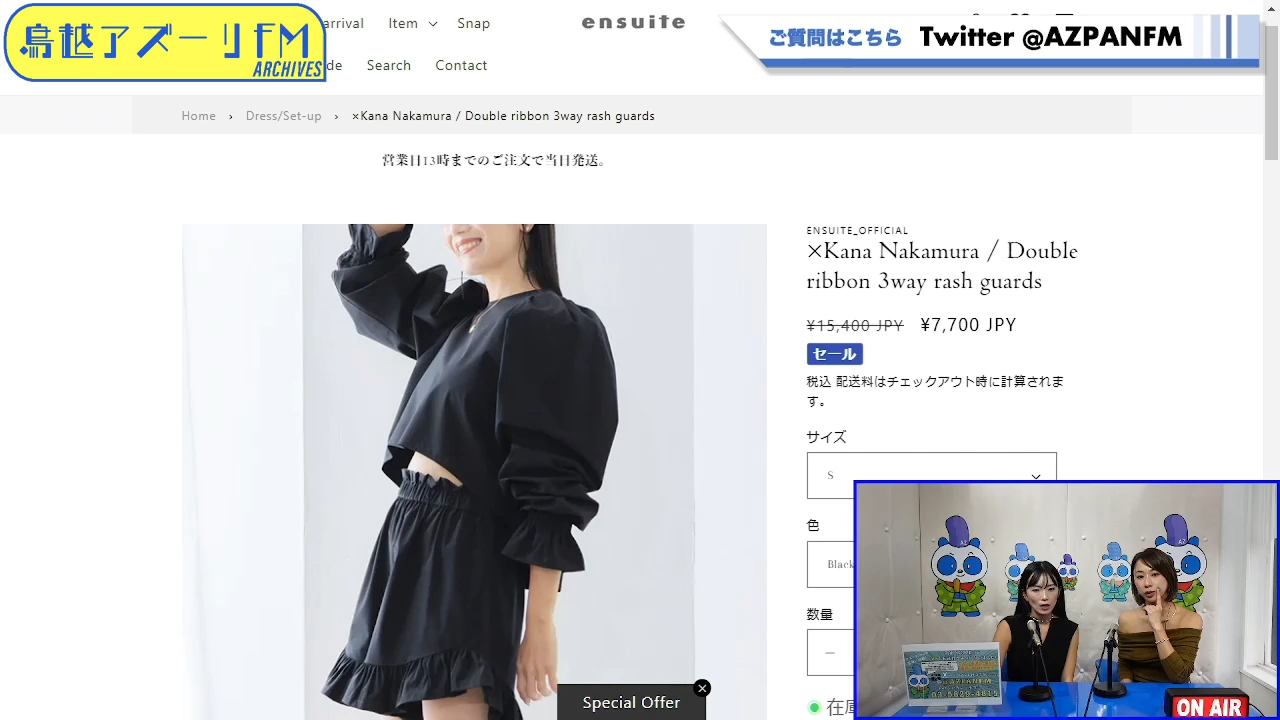 鳥越アズーリFM
ARCHIVES
arrival
Item
Snap
ensuite
ご質問はこちら Twitter @AZPANFM
de
Search
Contact
Home › Dress/Set-up › ×Kana Nakamura / Double ribbon 3way rash guards
営業日13時までのご注文で当日発送。
ENSUITE_OFFICIAL
×Kana Nakamura / Double
ribbon 3way rash guards
¥15,400 JPY ¥7,700 JPY
セール
税込 配送料はチェックアウト時に計算されま
す。
サイズ
S
色
Black
数量
在庫
Special Offer
03-5829-4815
ON AIR